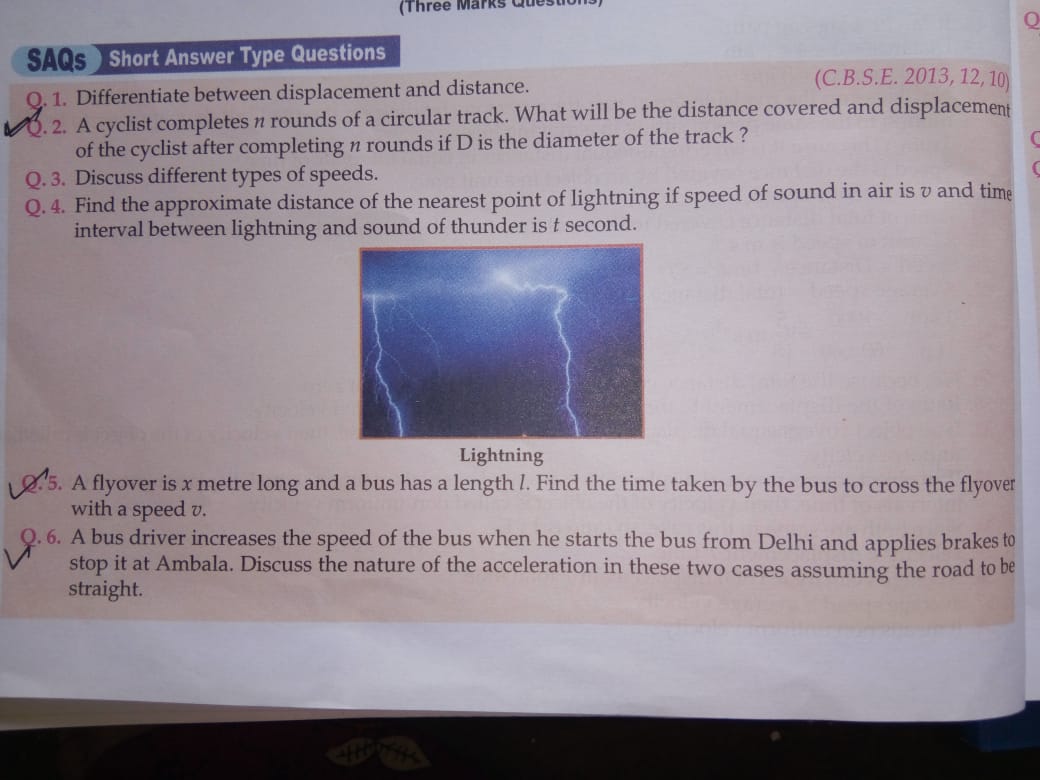 (Three Marks Questions)
SAQs Short Answer Type Questions
Q. 1. Differentiate between displacement and distance. (C.B.S.E. 2013, 12, 10)
Q. 2. A cyclist completes n rounds of a circular track. What will be the distance covered and displacement
of the cyclist after completing n rounds if D is the diameter of the track ?
Q. 3. Discuss different types of speeds.
Q. 4. Find the approximate distance of the nearest point of lightning if speed of sound in air is v and time
interval between lightning and sound of thunder is t second.
Lightning
Q. 5. A flyover is x metre long and a bus has a length l. Find the time taken by the bus to cross the flyover
with a speed v.
Q. 6. A bus driver increases the speed of the bus when he starts the bus from Delhi and applies brakes to
stop it at Ambala. Discuss the nature of the acceleration in these two cases assuming the road to be
straight.
Q